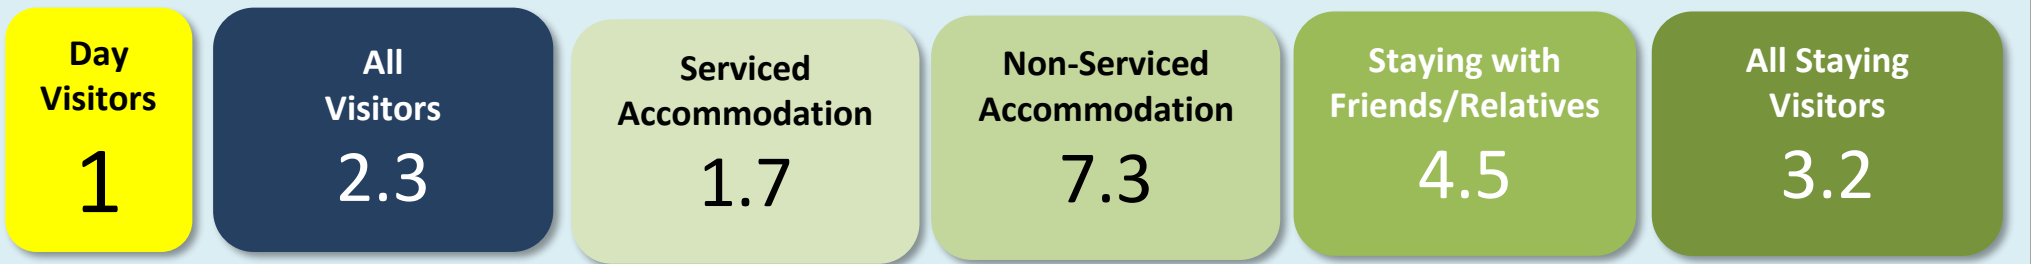 Day
Visitors
1
All
Visitors
2.3
Serviced
Accommodation
1.7
Non-Serviced
Accommodation
7.3
Staying with
Friends/Relatives
4.5
All Staying
Visitors
3.2